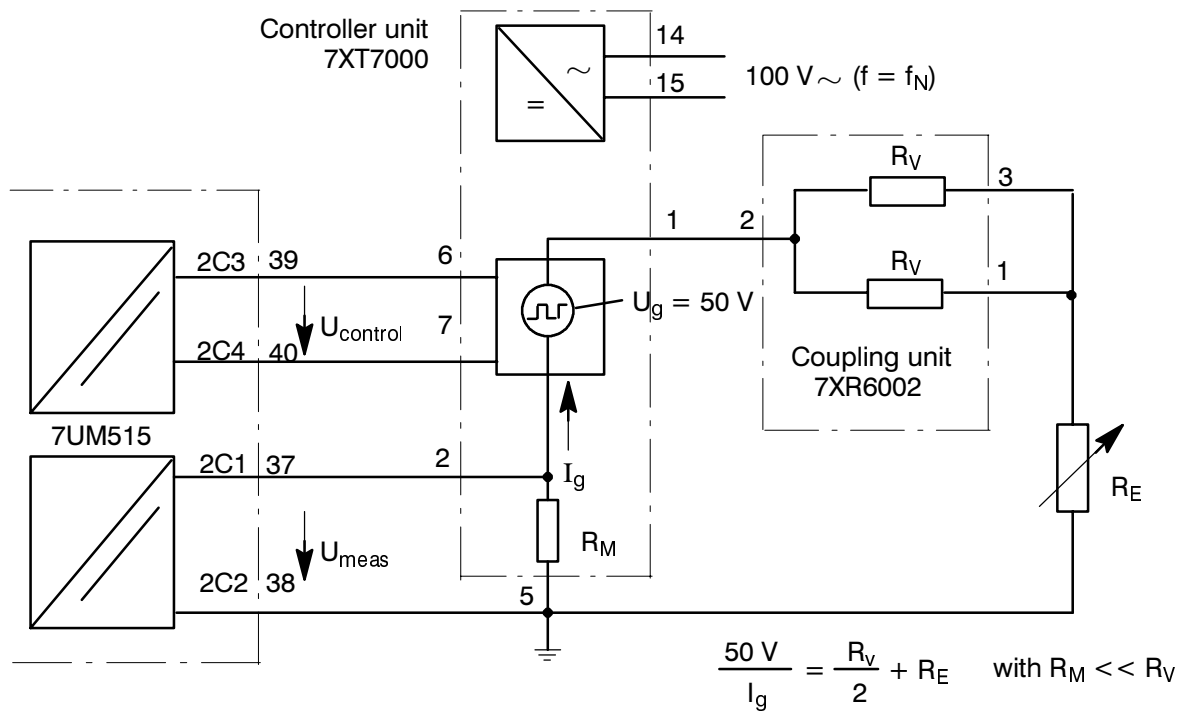 Controller unit
7XT7000
14
15
100 V ~ (f = fN)
~
=
RV
3
1
2
RV
1
2C3 39
6
Ug = 50 V
7
Ucontrol
2C4 40
Coupling unit
7XR6002
7UM515
2C1 37
2
Ig
RE
RM
Umeas
2C2 38
5
50 V / Ig = Rv / 2 + RE with RM << RV